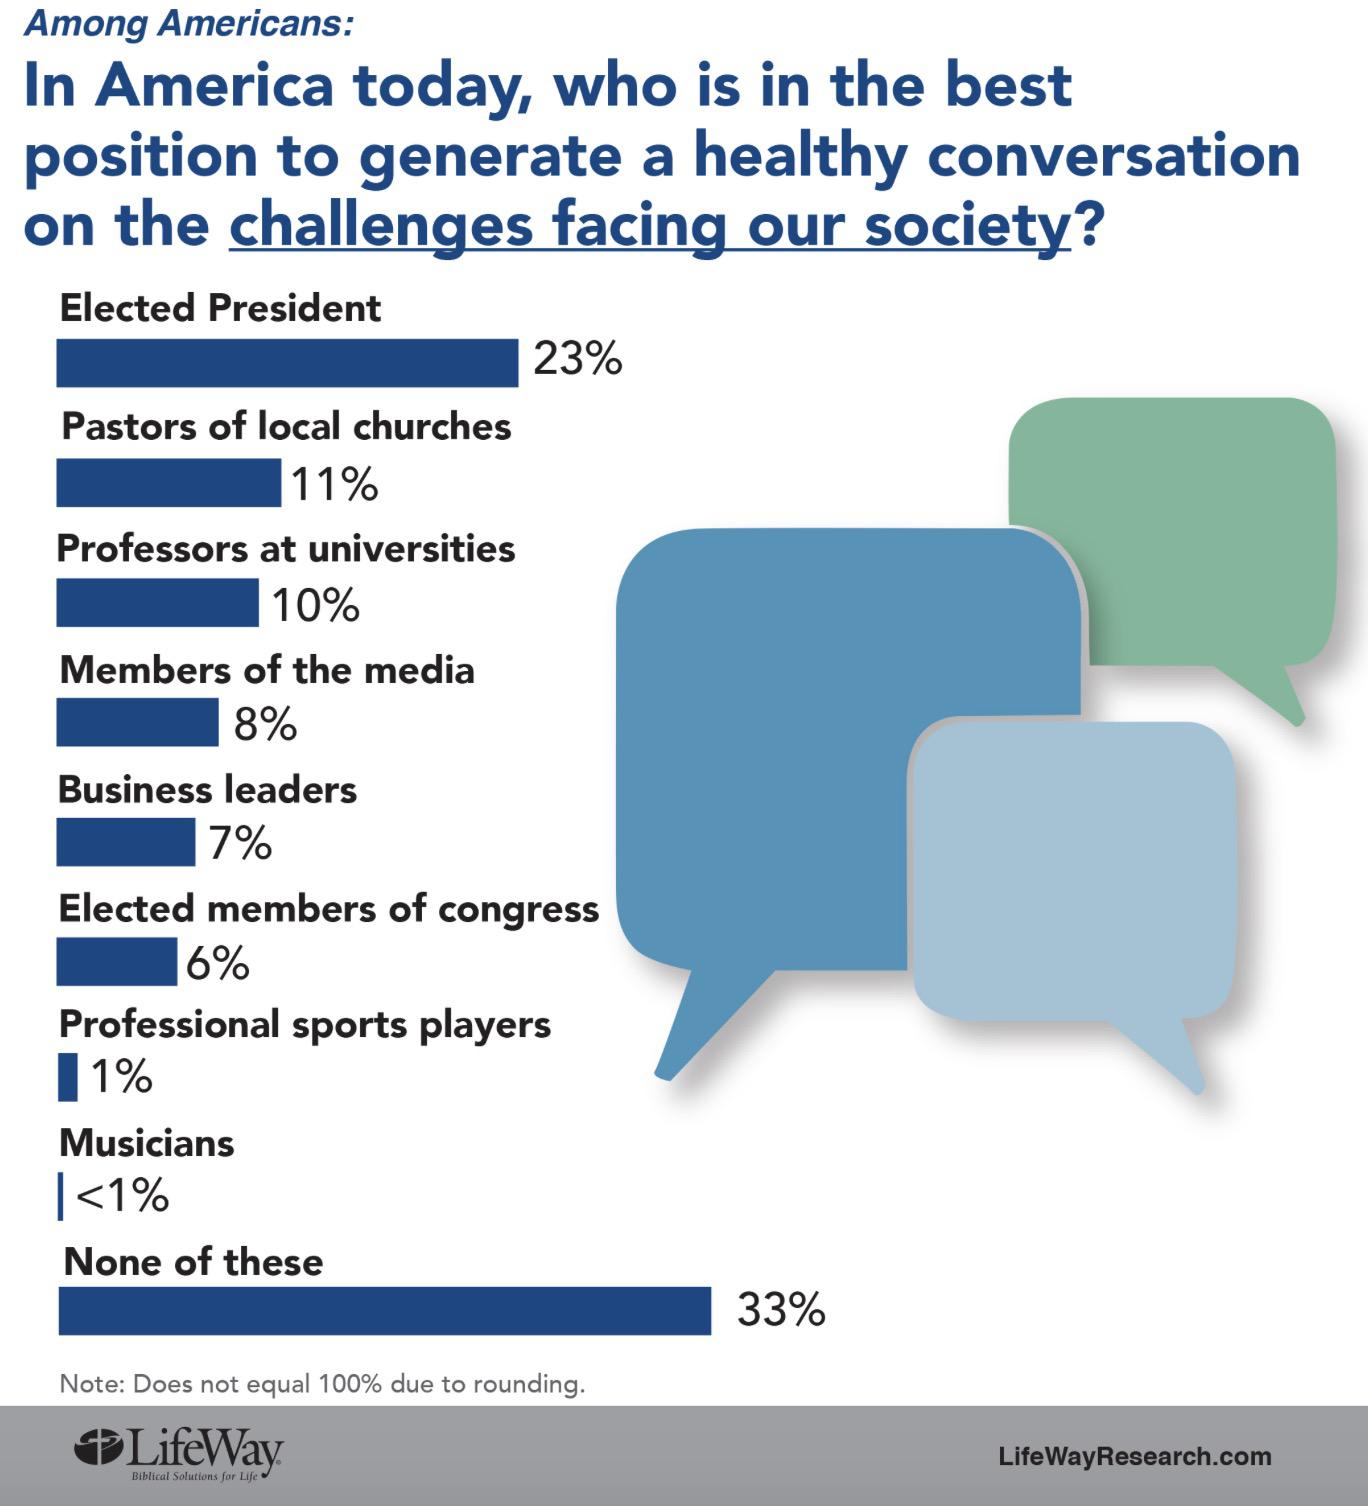 Among Americans:
In America today, who is in the best
position to generate a healthy conversation
on the challenges facing our society?
Elected President
23%
Pastors of local churches
11%
Professors at universities
10%
Members of the media
8%
Business leaders
7%
Elected members of congress
6%
Professional sports players
1%
Musicians
<1%
None of these
33%
Note: Does not equal 100% due to rounding.
LifeWay
Biblical Solutions for Life
LifeWayResearch.com